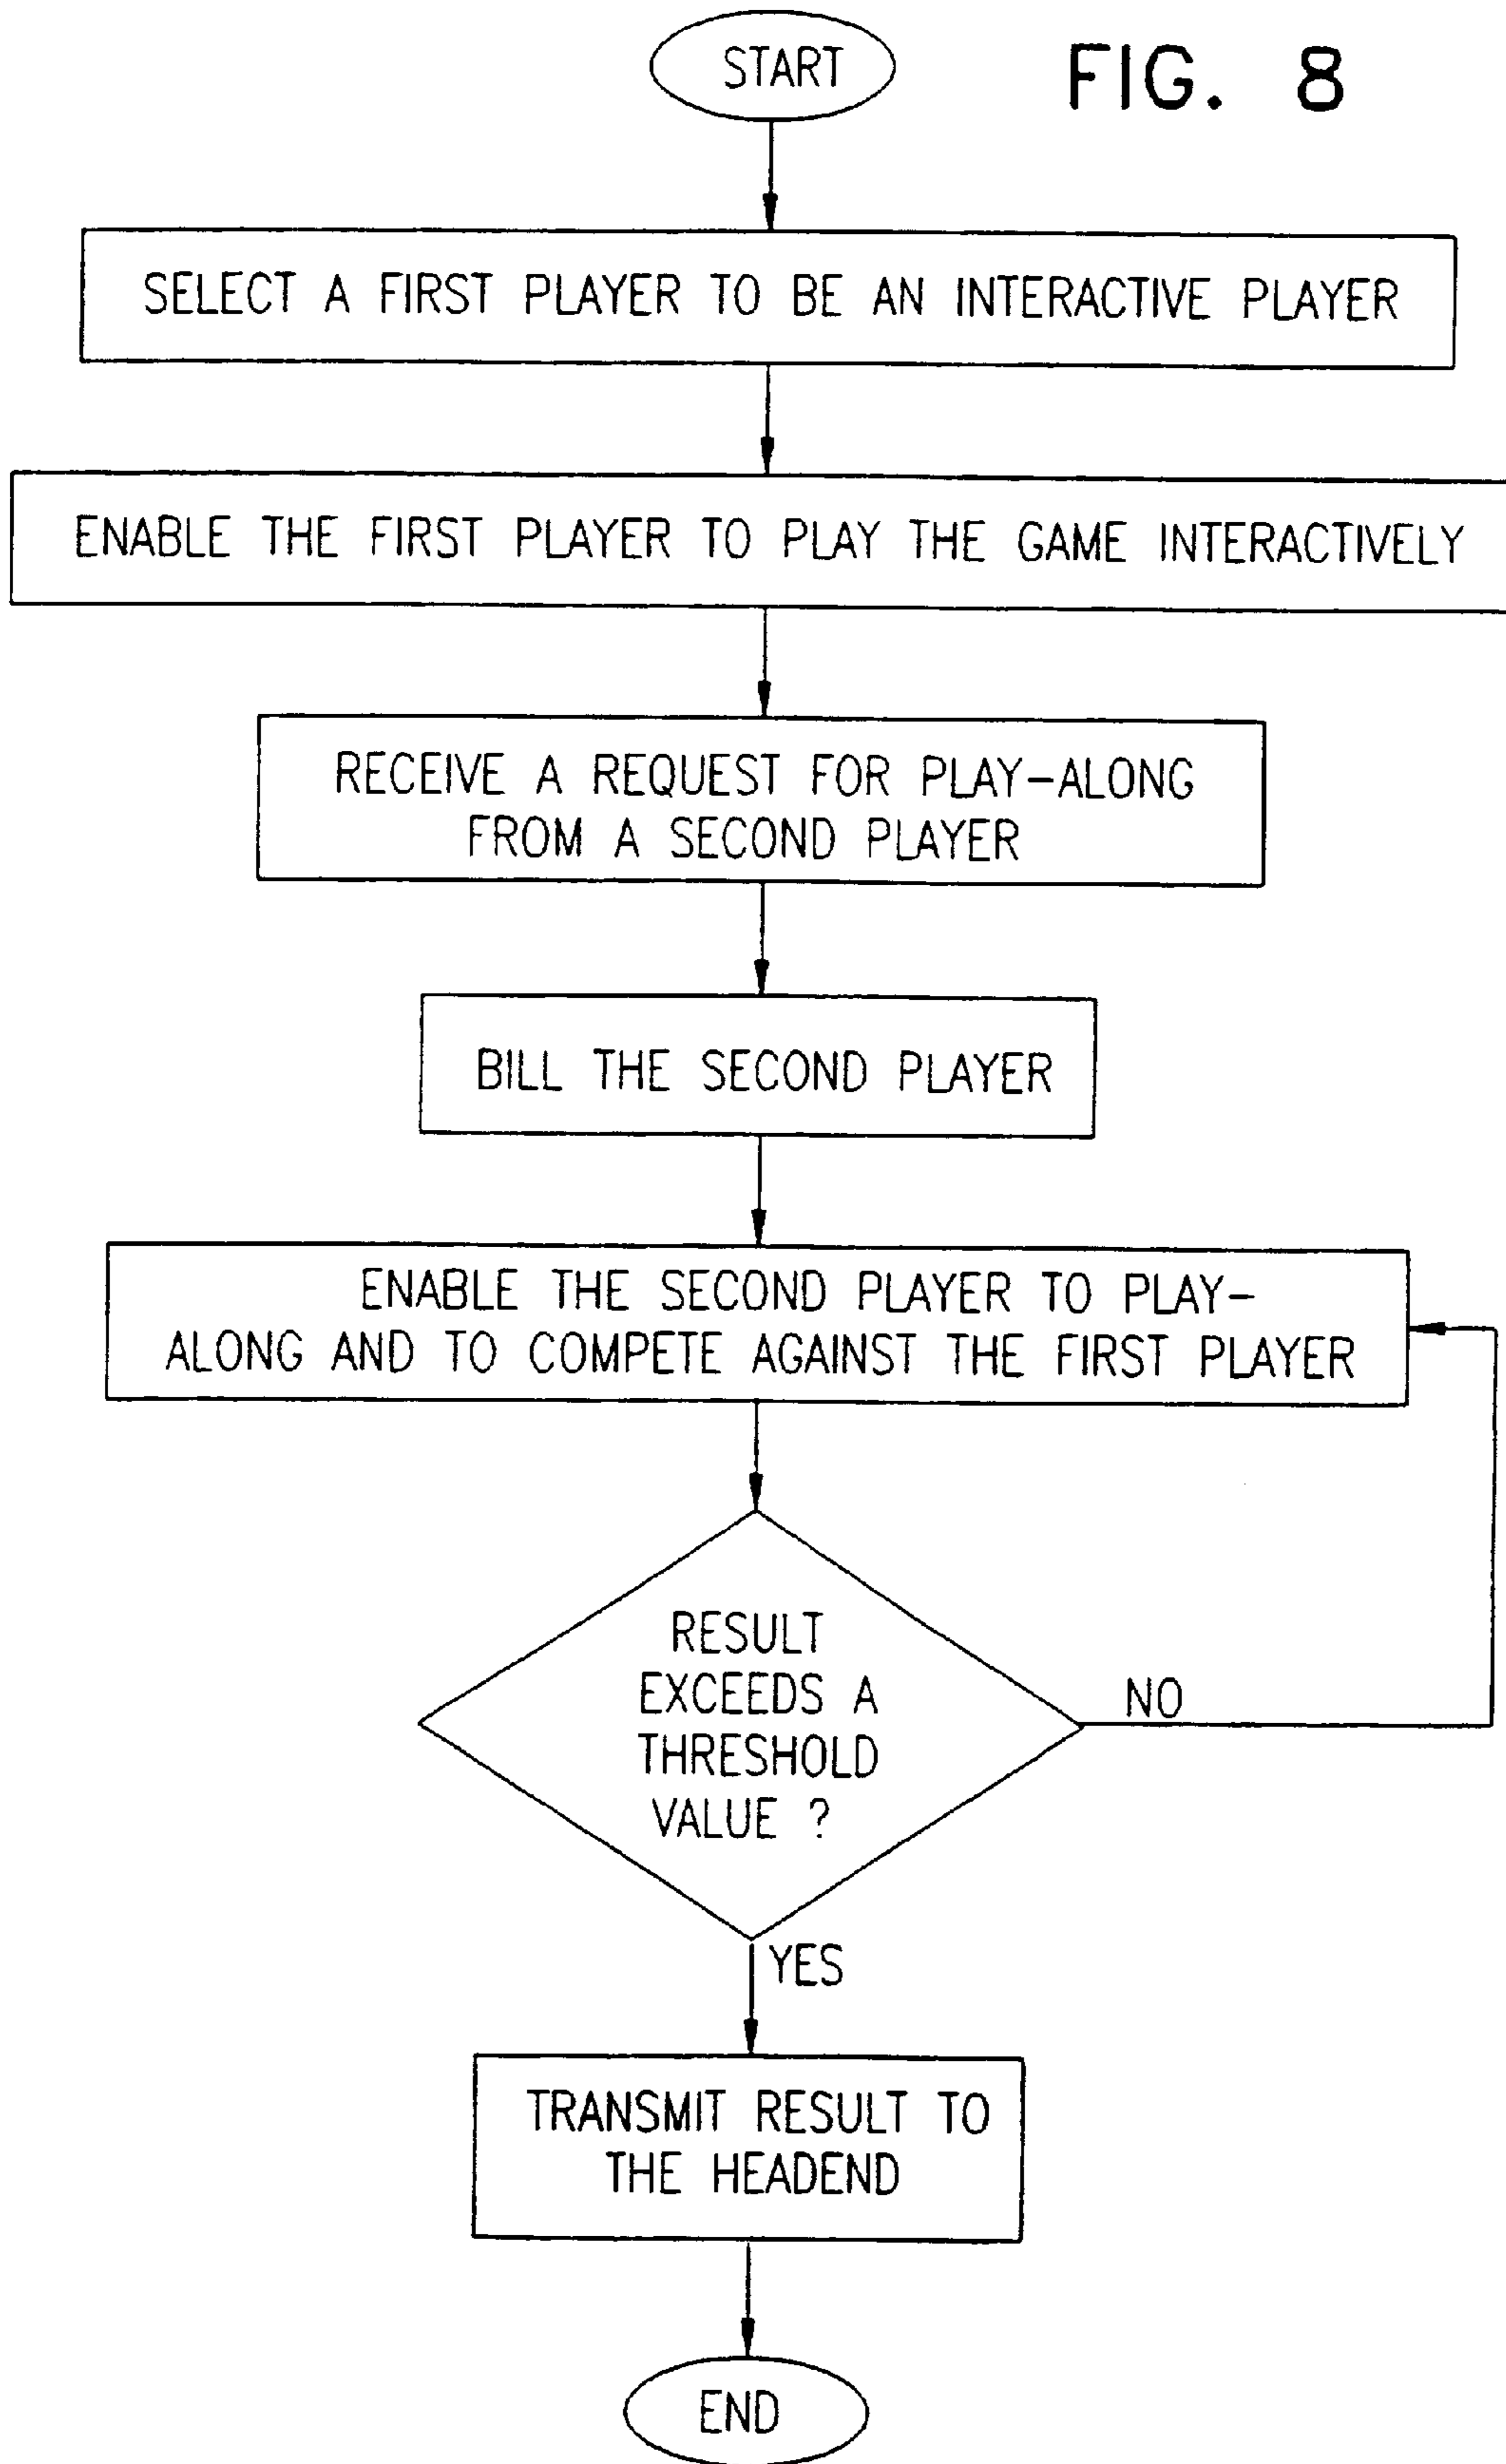 START
FIG. 8
SELECT A FIRST PLAYER TO BE AN INTERACTIVE PLAYER
ENABLE THE FIRST PLAYER TO PLAY THE GAME INTERACTIVELY
RECEIVE A REQUEST FOR PLAY-ALONG
FROM A SECOND PLAYER
BILL THE SECOND PLAYER
ENABLE THE SECOND PLAYER TO PLAY-
ALONG AND TO COMPETE AGAINST THE FIRST PLAYER
RESULT
EXCEEDS A
THRESHOLD
VALUE ?
NO
YES
TRANSMIT RESULT TO
THE HEADEND
END